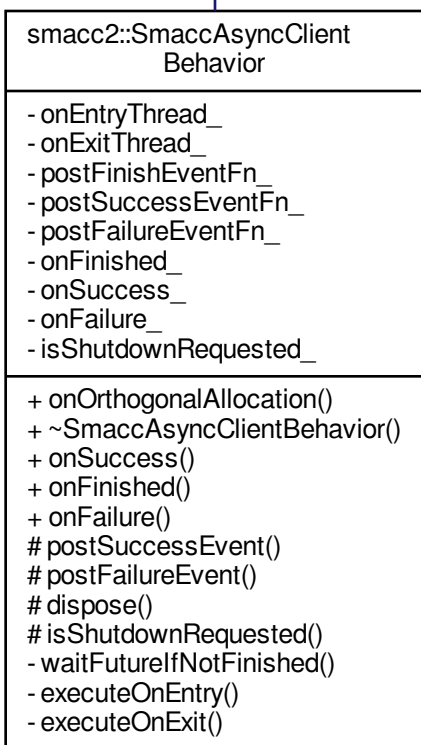 smacc2::SmaccAsyncClient
Behavior
- onEntryThread_
- onExitThread_
- postFinishEventFn_
- postSuccessEventFn_
- postFailureEventFn_
- onFinished_
- onSuccess_
- onFailure_
- isShutdownRequested_
+ onOrthogonalAllocation()
+ ~SmaccAsyncClientBehavior()
+ onSuccess()
+ onFinished()
+ onFailure()
# postSuccessEvent()
# postFailureEvent()
# dispose()
# isShutdownRequested()
- waitFutureIfNotFinished()
- executeOnEntry()
- executeOnExit()